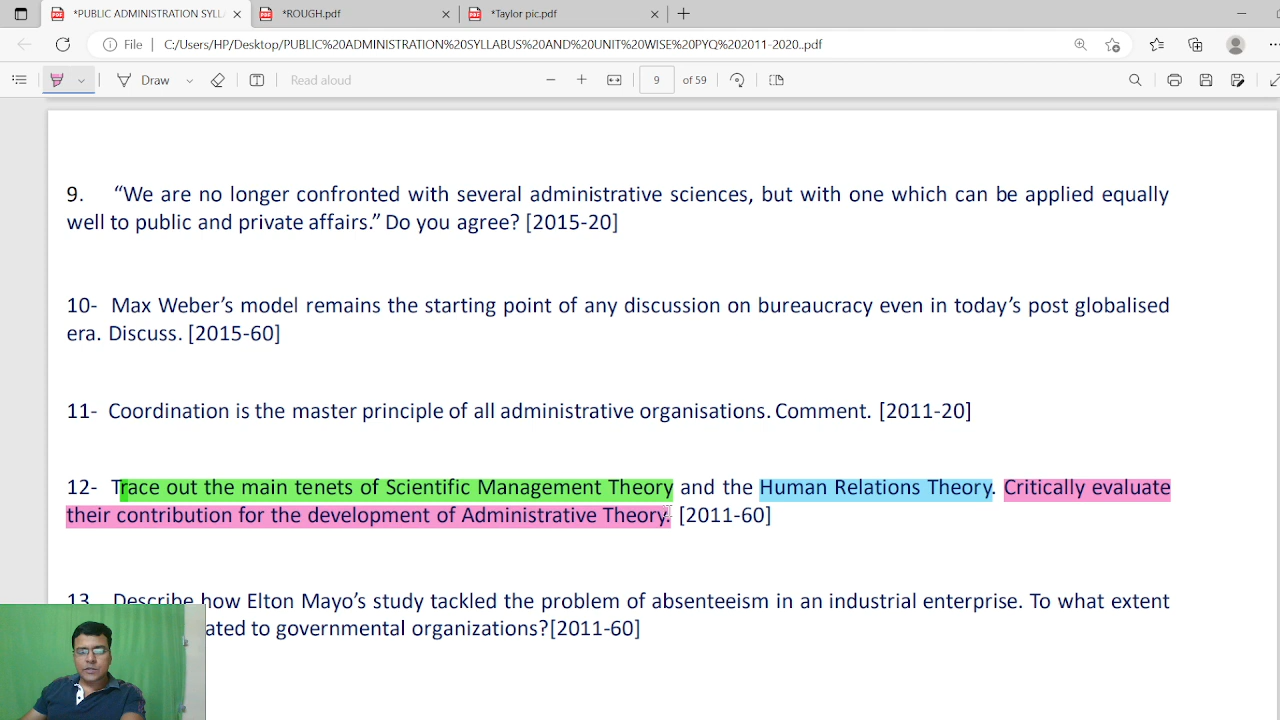 *PUBLIC ADMINISTRATION SYLL
*ROUGH.pdf
*Taylor pic.pdf
File
C:/Users/HP/Desktop/PUBLIC%20ADMINISTRATION%20SYLLABUS%20AND%20UNIT%20WISE%20PYQ%202011-2020..pdf
Draw
Read aloud
9
of 59
9. “We are no longer confronted with several administrative sciences, but with one which can be applied equally
well to public and private affairs.” Do you agree? [2015-20]
10- Max Weber’s model remains the starting point of any discussion on bureaucracy even in today’s post globalised
era. Discuss. [2015-60]
11- Coordination is the master principle of all administrative organisations. Comment. [2011-20]
12- Trace out the main tenets of Scientific Management Theory and the Human Relations Theory. Critically evaluate
their contribution for the development of Administrative Theory. [2011-60]
13 Describe how Elton Mayo’s study tackled the problem of absenteeism in an industrial enterprise. To what extent
ated to governmental organizations?[2011-60]